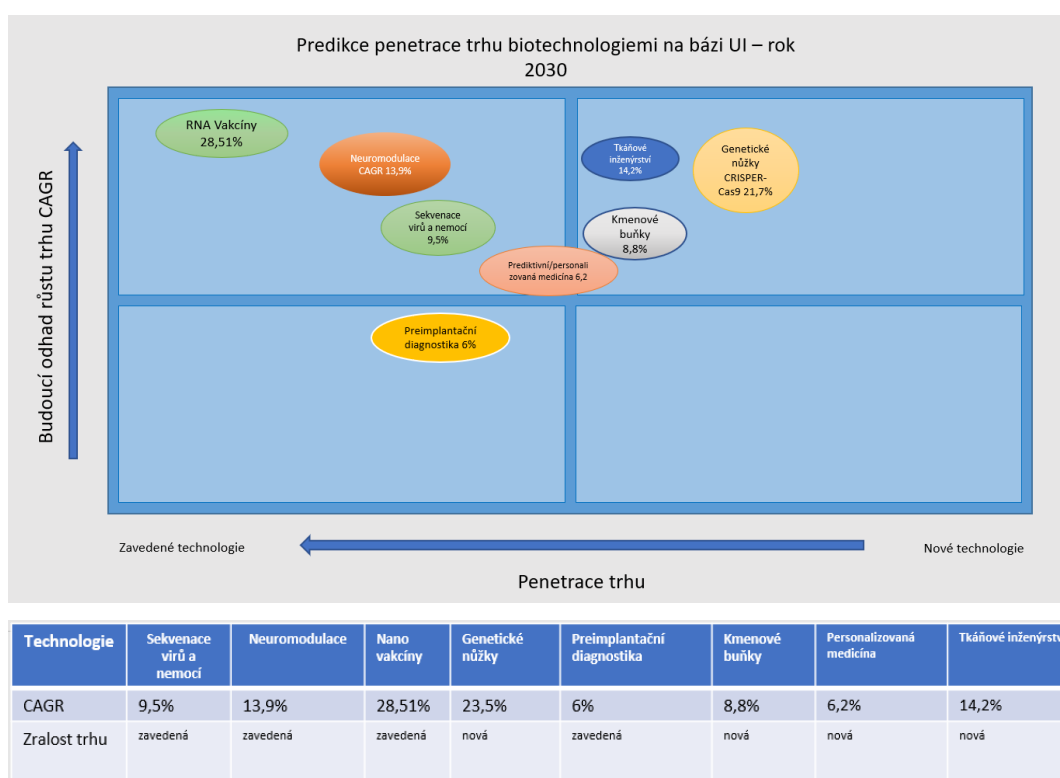 Predikce penetrace trhu biotechnologiemi na bázi UI – rok
2030
Budoucí odhad růstu trhu CAGR
RNA Vakcíny
28,51%
Neuromodulace
CAGR 13,9%
Sekvenace
virů a nemocí
9,5%
Tkáňové
inženýrství
14,2%
Genetické
nůžky
CRISPER-
Cas9 21,7%
Kmenové
buňky
8,8%
Prediktivní/personali
zovaná medicína 6,2
Preimplantační
diagnostika 6%
Zavedené technologie
Nové technologie
Penetrace trhu
Technologie
Sekvenace
virů a
nemocí
Neuromodulace
Nano
vakcíny
Genetické
nůžky
Preimplantační
diagnostika
Kmenové
buňky
Personalizovaná
medicína
Tkáňové inženýrstv
CAGR 9,5% 13,9% 28,51% 23,5% 6% 8,8% 6,2% 14,2%
Zralost trhu zavedená zavedená zavedená nová zavedená nová nová nová